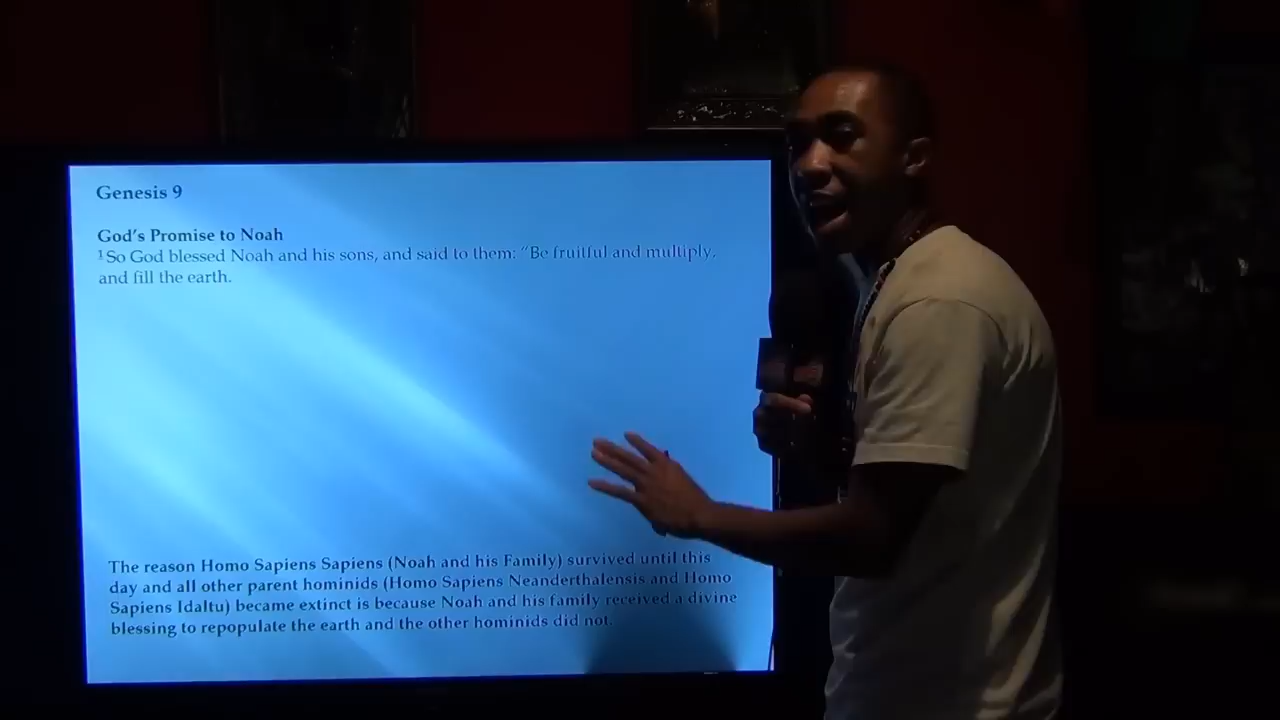 Genesis 9
God's Promise to Noah
¹So God blessed Noah and his sons, and said to them: “Be fruitful and multiply,
and fill the earth.
The reason Homo Sapiens Sapiens (Noah and his Family) survived until this
day and all other parent hominids (Homo Sapiens Neanderthalensis and Homo
Sapiens Idaltu) became extinct is because Noah and his family received a divine
blessing to repopulate the earth and the other hominids did not.